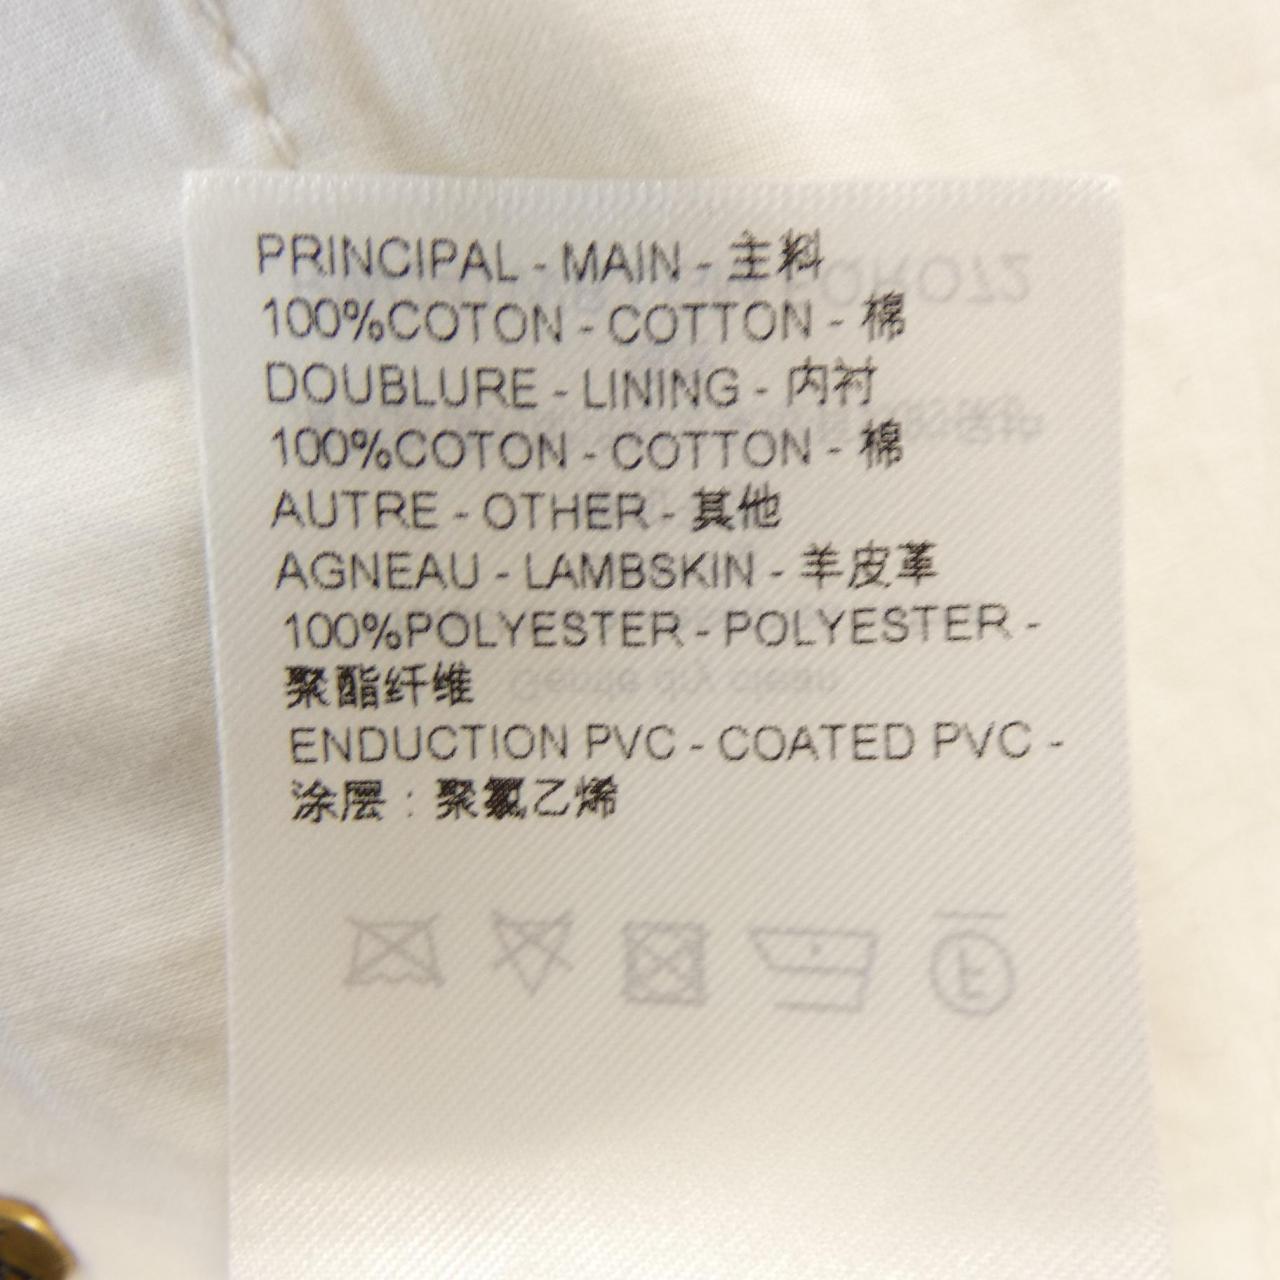 PRINCIPAL - MAIN - 主料
100%COTON - COTTON - 棉
DOUBLURE - LINING - 内衬
100%COTON - COTTON - 棉
AUTRE - OTHER - 其他
AGNEAU - LAMBSKIN - 羊皮革
100%POLYESTER - POLYESTER -
聚酯纤维
ENDUCTION PVC - COATED PVC -
涂层 : 聚氯乙烯